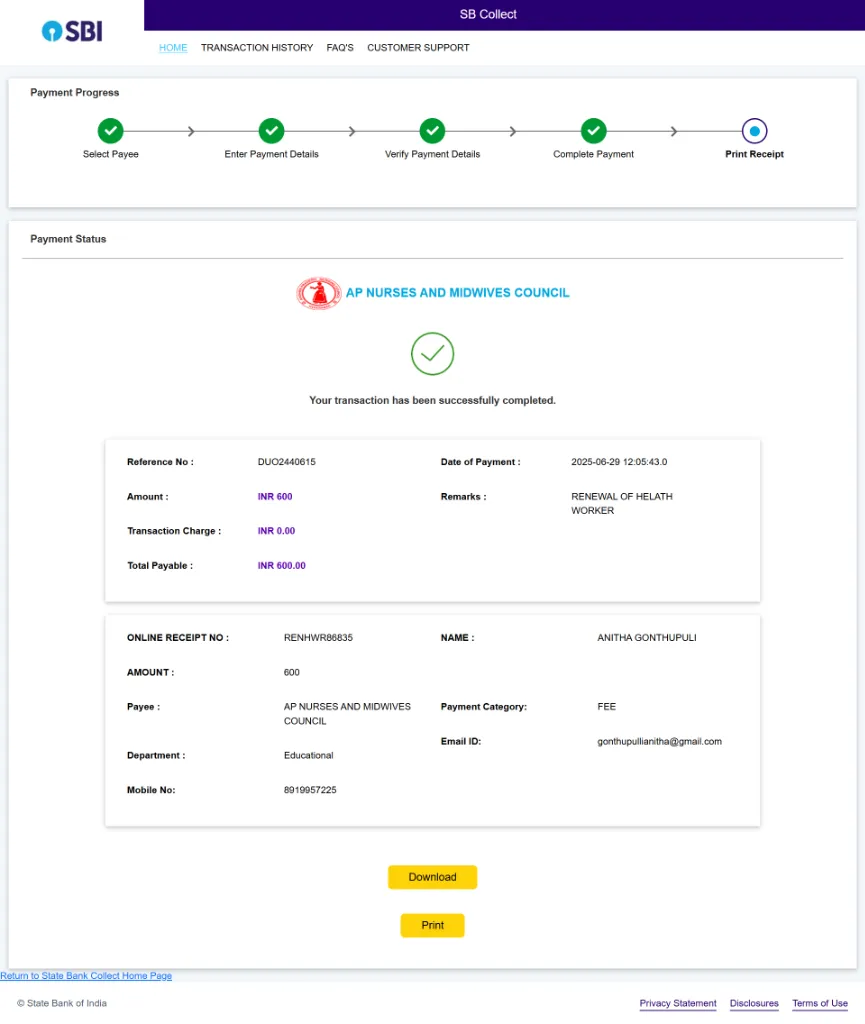 SBI
SB Collect
HOME TRANSACTION HISTORY FAQ'S CUSTOMER SUPPORT
Payment Progress
Select Payee Enter Payment Details Verify Payment Details Complete Payment Print Receipt
Payment Status
AP NURSES AND MIDWIVES COUNCIL
Your transaction has been successfully completed.
Reference No : DUO2440615 Date of Payment : 2025-06-29 12:05:43.0
Amount : INR 600 Remarks : RENEWAL OF HELATH
WORKER
Transaction Charge : INR 0.00
Total Payable : INR 600.00
ONLINE RECEIPT NO : RENHWR86835 NAME : ANITHA GONTHUPULI
AMOUNT : 600
Payee : AP NURSES AND MIDWIVES Payment Category: FEE
COUNCIL
Email ID: gonthupullianitha@gmail.com
Department : Educational
Mobile No: 8919957225
Download
Print
Return to State Bank Collect Home Page
© State Bank of India Privacy Statement Disclosures Terms of Use